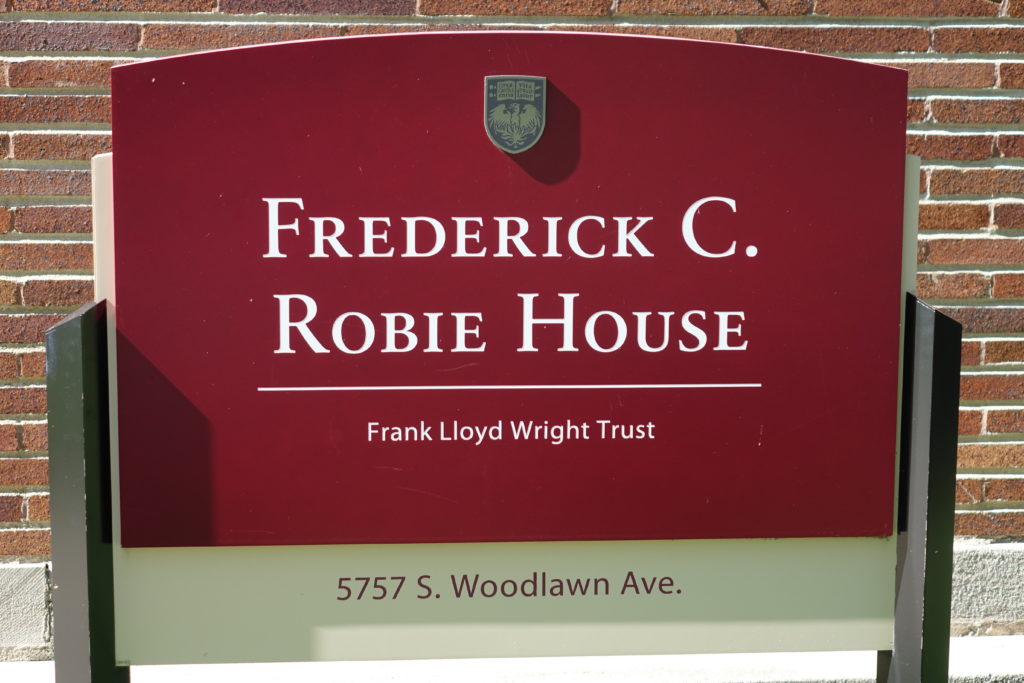 FREDERICK C.
ROBIE HOUSE
Frank Lloyd Wright Trust
5757 S. Woodlawn Ave.